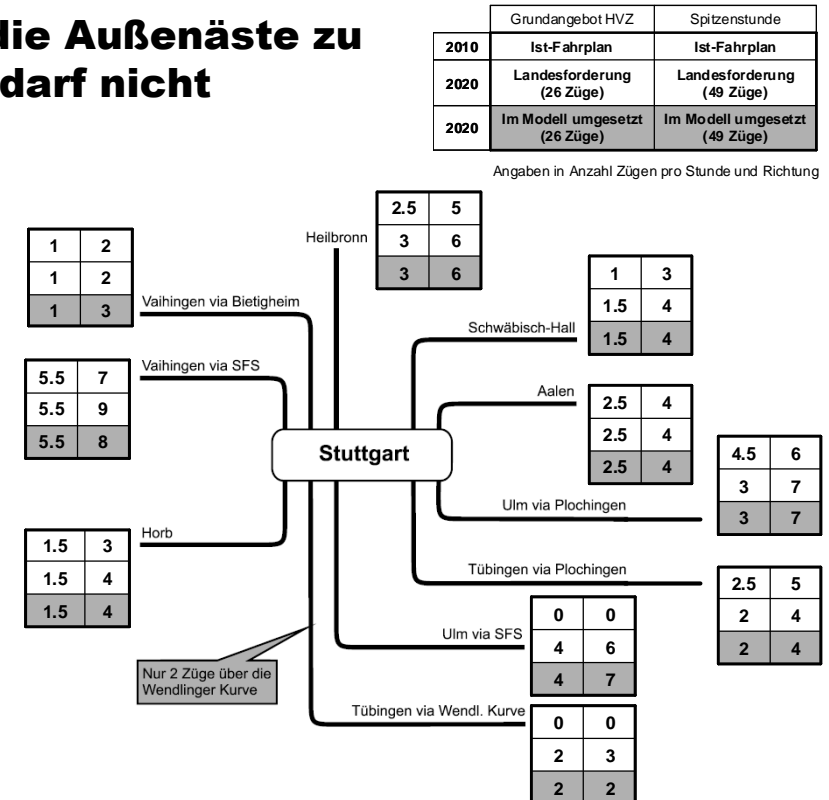 die Außenäste zu
darf nicht
Grundangebot HVZ Spitzenstunde
2010 Ist-Fahrplan Ist-Fahrplan
2020 Landesforderung (26 Züge) Landesforderung (49 Züge)
2020 Im Modell umgesetzt (26 Züge) Im Modell umgesetzt (49 Züge)
Angaben in Anzahl Zügen pro Stunde und Richtung
Heilbronn
2.5 5
3 6
3 6
1 2
1 2
1 3
Vaihingen via Bietigheim
Schwäbisch-Hall
1 3
1.5 4
1.5 4
Vaihingen via SFS
5.5 7
5.5 9
5.5 8
Aalen
2.5 4
2.5 4
2.5 4
Stuttgart
Ulm via Plochingen
4.5 6
3 7
3 7
Horb
1.5 3
1.5 4
1.5 4
Tübingen via Plochingen
2.5 5
2 4
2 4
Ulm via SFS
0 0
4 6
4 7
Nur 2 Züge über die
Wendlinger Kurve
Tübingen via Wendl. Kurve
0 0
2 3
2 2